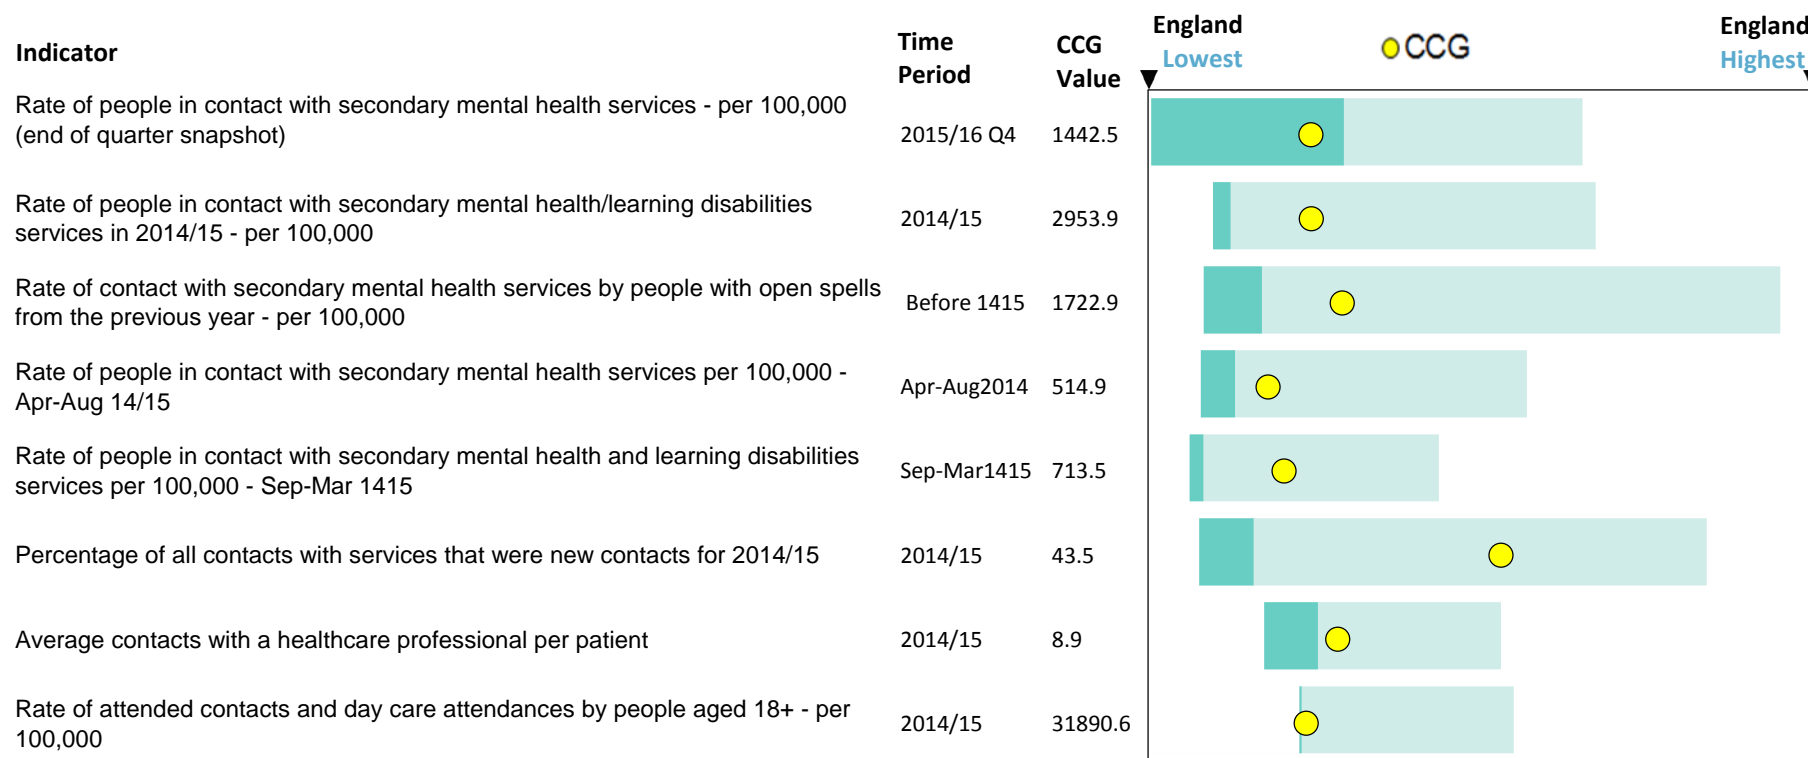 Indicator
Time
Period
CCG
Value
England
Lowest
CCG
England
Highest
Rate of people in contact with secondary mental health services - per 100,000
(end of quarter snapshot)
2015/16 Q4
1442.5
Rate of people in contact with secondary mental health/learning disabilities
services in 2014/15 - per 100,000
2014/15
2953.9
Rate of contact with secondary mental health services by people with open spells
from the previous year - per 100,000
Before 1415
1722.9
Rate of people in contact with secondary mental health services per 100,000 -
Apr-Aug 14/15
Apr-Aug2014
514.9
Rate of people in contact with secondary mental health and learning disabilities
services per 100,000 - Sep-Mar 1415
Sep-Mar1415
713.5
Percentage of all contacts with services that were new contacts for 2014/15
2014/15
43.5
Average contacts with a healthcare professional per patient
2014/15
8.9
Rate of attended contacts and day care attendances by people aged 18+ - per
100,000
2014/15
31890.6